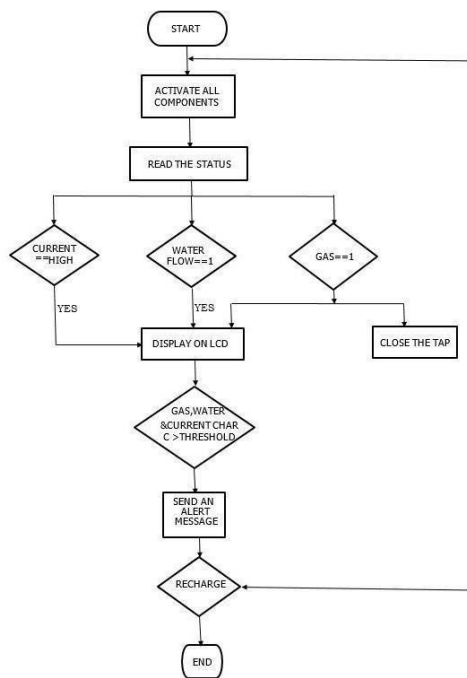 START
ACTIVATE ALL
COMPONENTS
READ THE STATUS
CURRENT
==HIGH
WATER
FLOW==1
GAS==1
YES
YES
DISPLAY ON LCD
CLOSE THE TAP
GAS,WATER
&CURRENT CHAR
C >THRESHOLD
SEND AN
ALERT
MESSAGE
RECHARGE
END